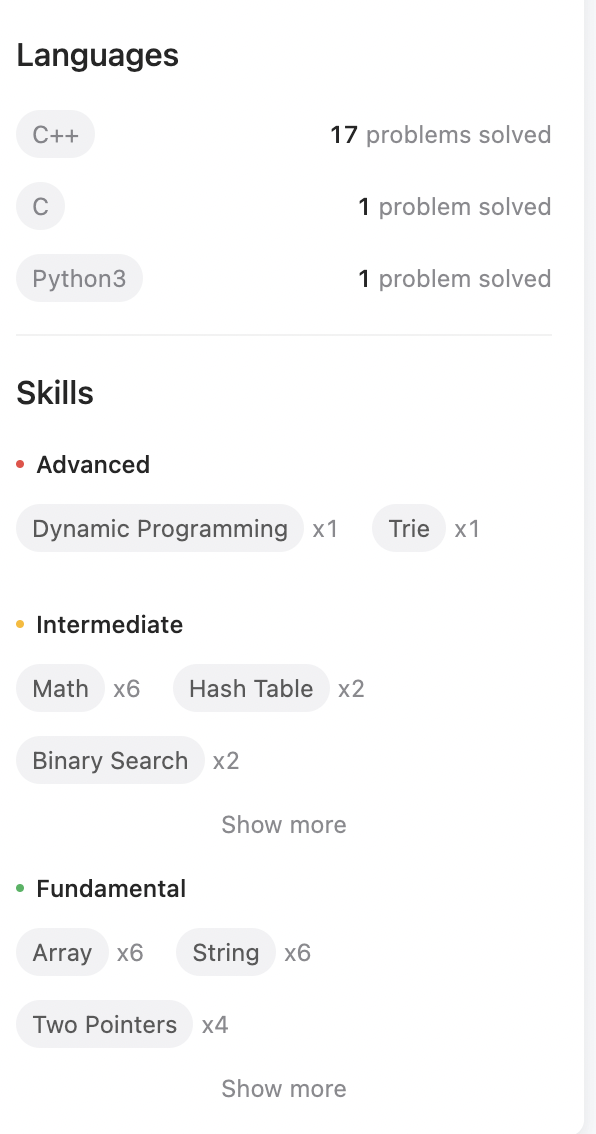 Languages
C++ 17 problems solved
C 1 problem solved
Python3 1 problem solved
Skills
Advanced
Dynamic Programming x1 Trie x1
Intermediate
Math x6 Hash Table x2
Binary Search x2
Show more
Fundamental
Array x6 String x6
Two Pointers x4
Show more